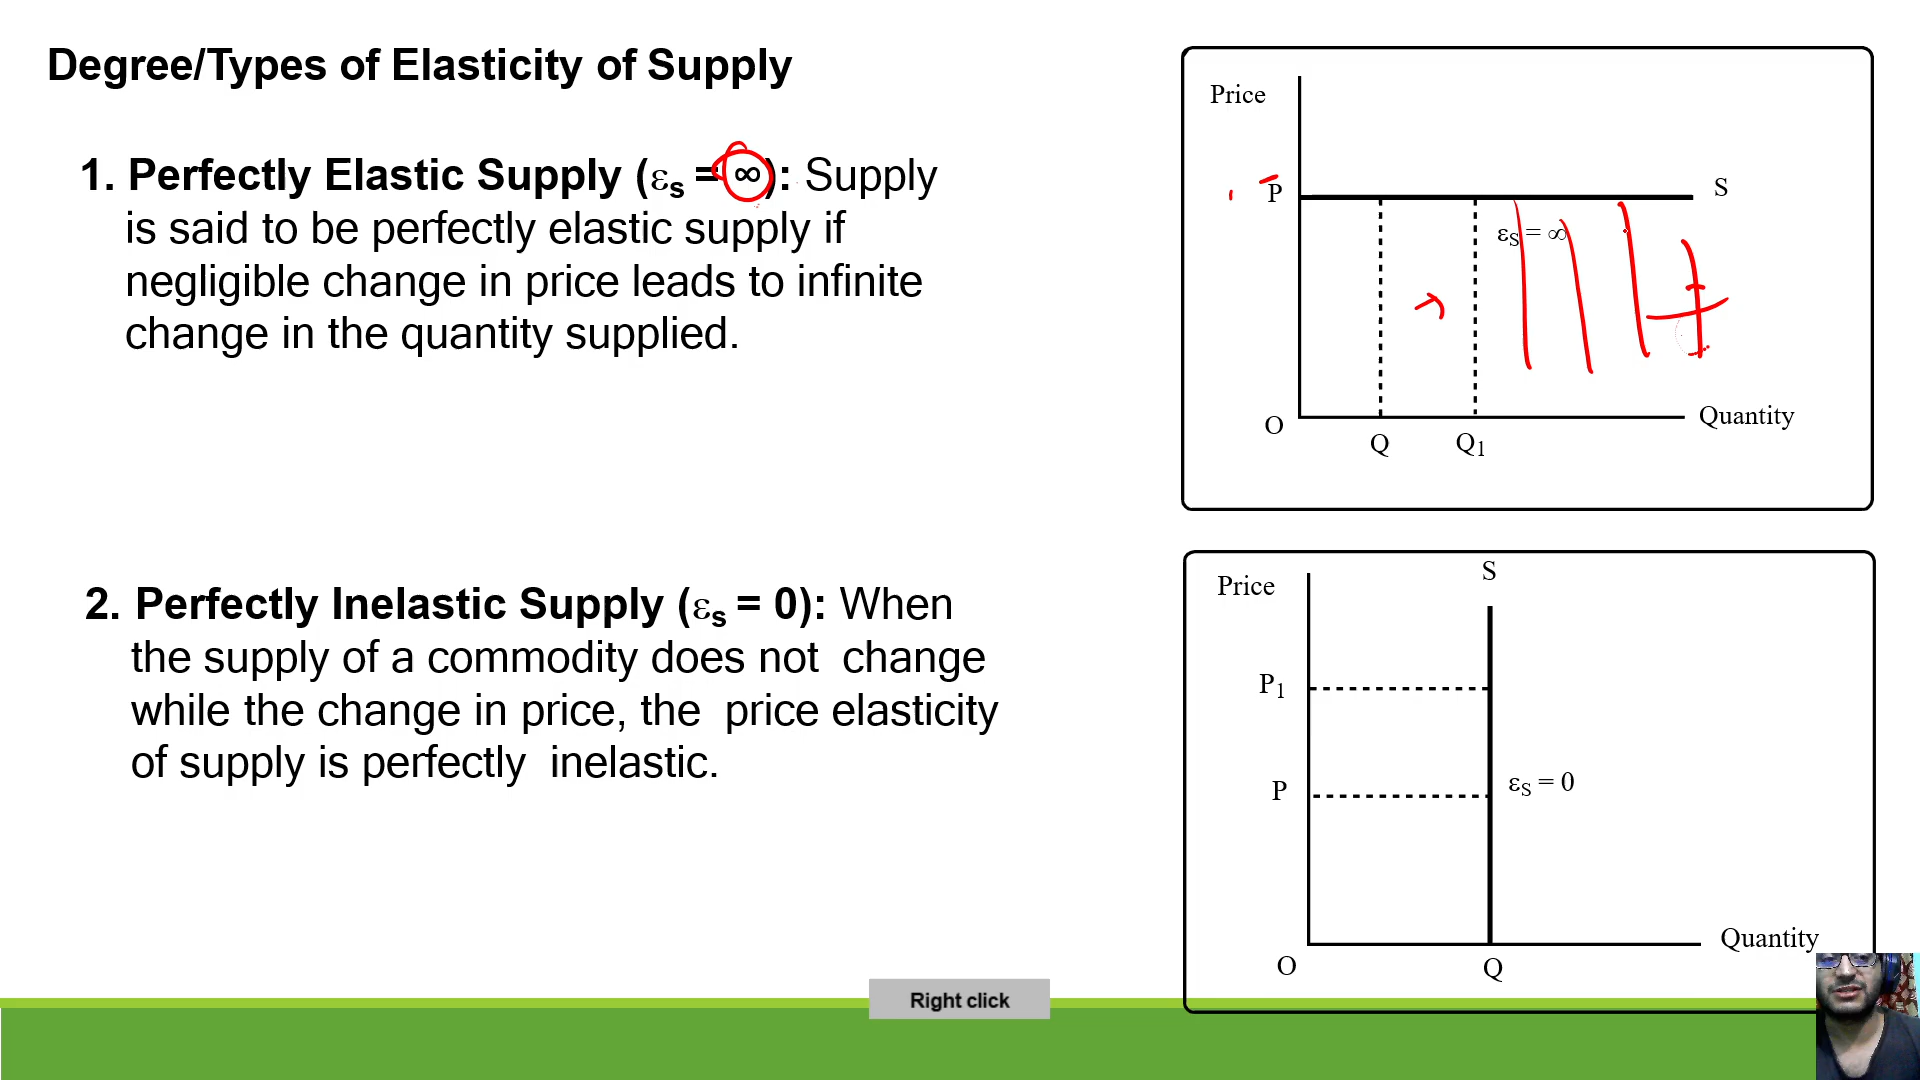 Degree/Types of Elasticity of Supply
1. Perfectly Elastic Supply (εs = ∞): Supply
is said to be perfectly elastic supply if
negligible change in price leads to infinite
change in the quantity supplied.
Price
P
S
εS = ∞
O
Q
Q1
Quantity
2. Perfectly Inelastic Supply (εs = 0): When
the supply of a commodity does not change
while the change in price, the price elasticity
of supply is perfectly inelastic.
Price
S
P1
P
εS = 0
Quantity
O
Q
Right click